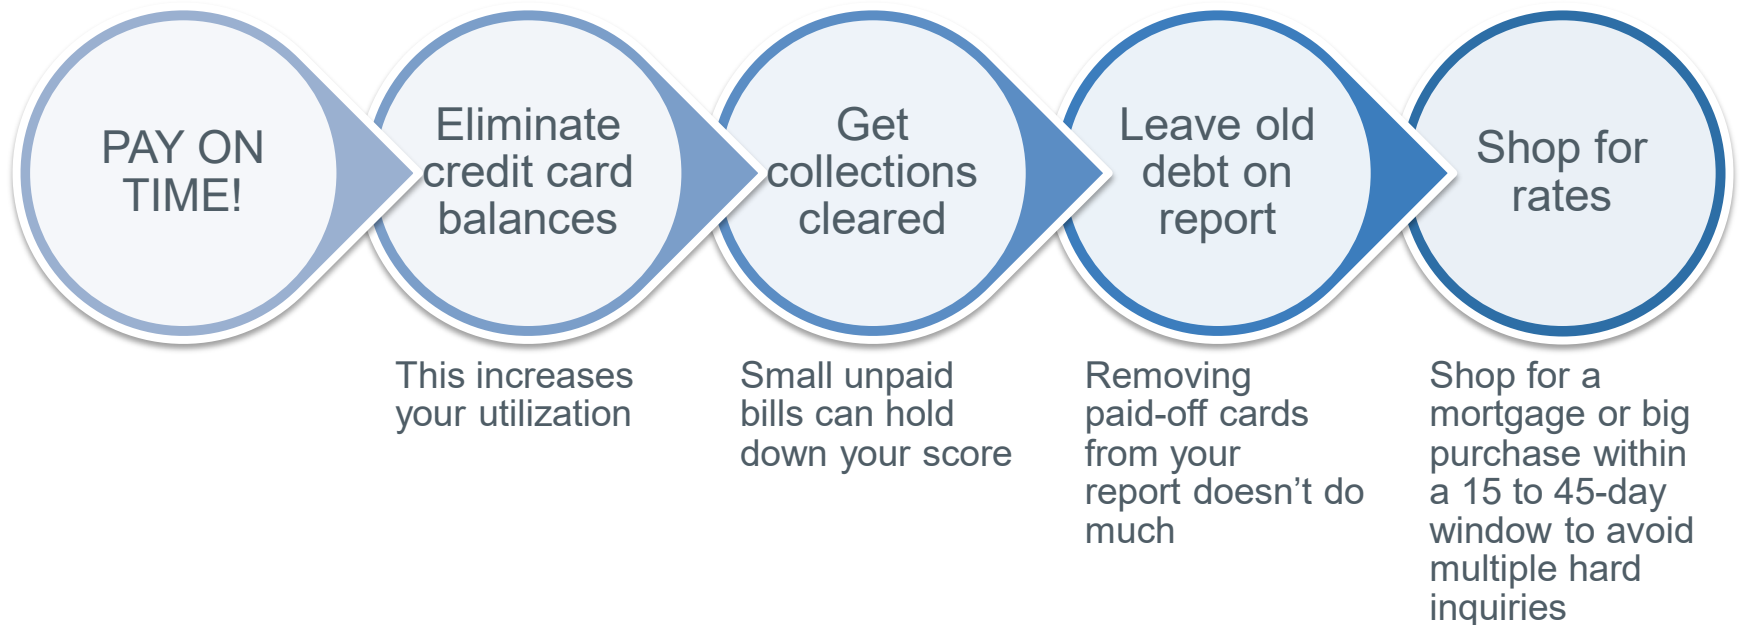 PAY ON
TIME!
Eliminate
credit card
balances
This increases
your utilization
Get
collections
cleared
Small unpaid
bills can hold
down your score
Leave old
debt on
report
Removing
paid-off cards
from your
report doesn’t do
much
Shop for
rates
Shop for a
mortgage or big
purchase within
a 15 to 45-day
window to avoid
multiple hard
inquiries